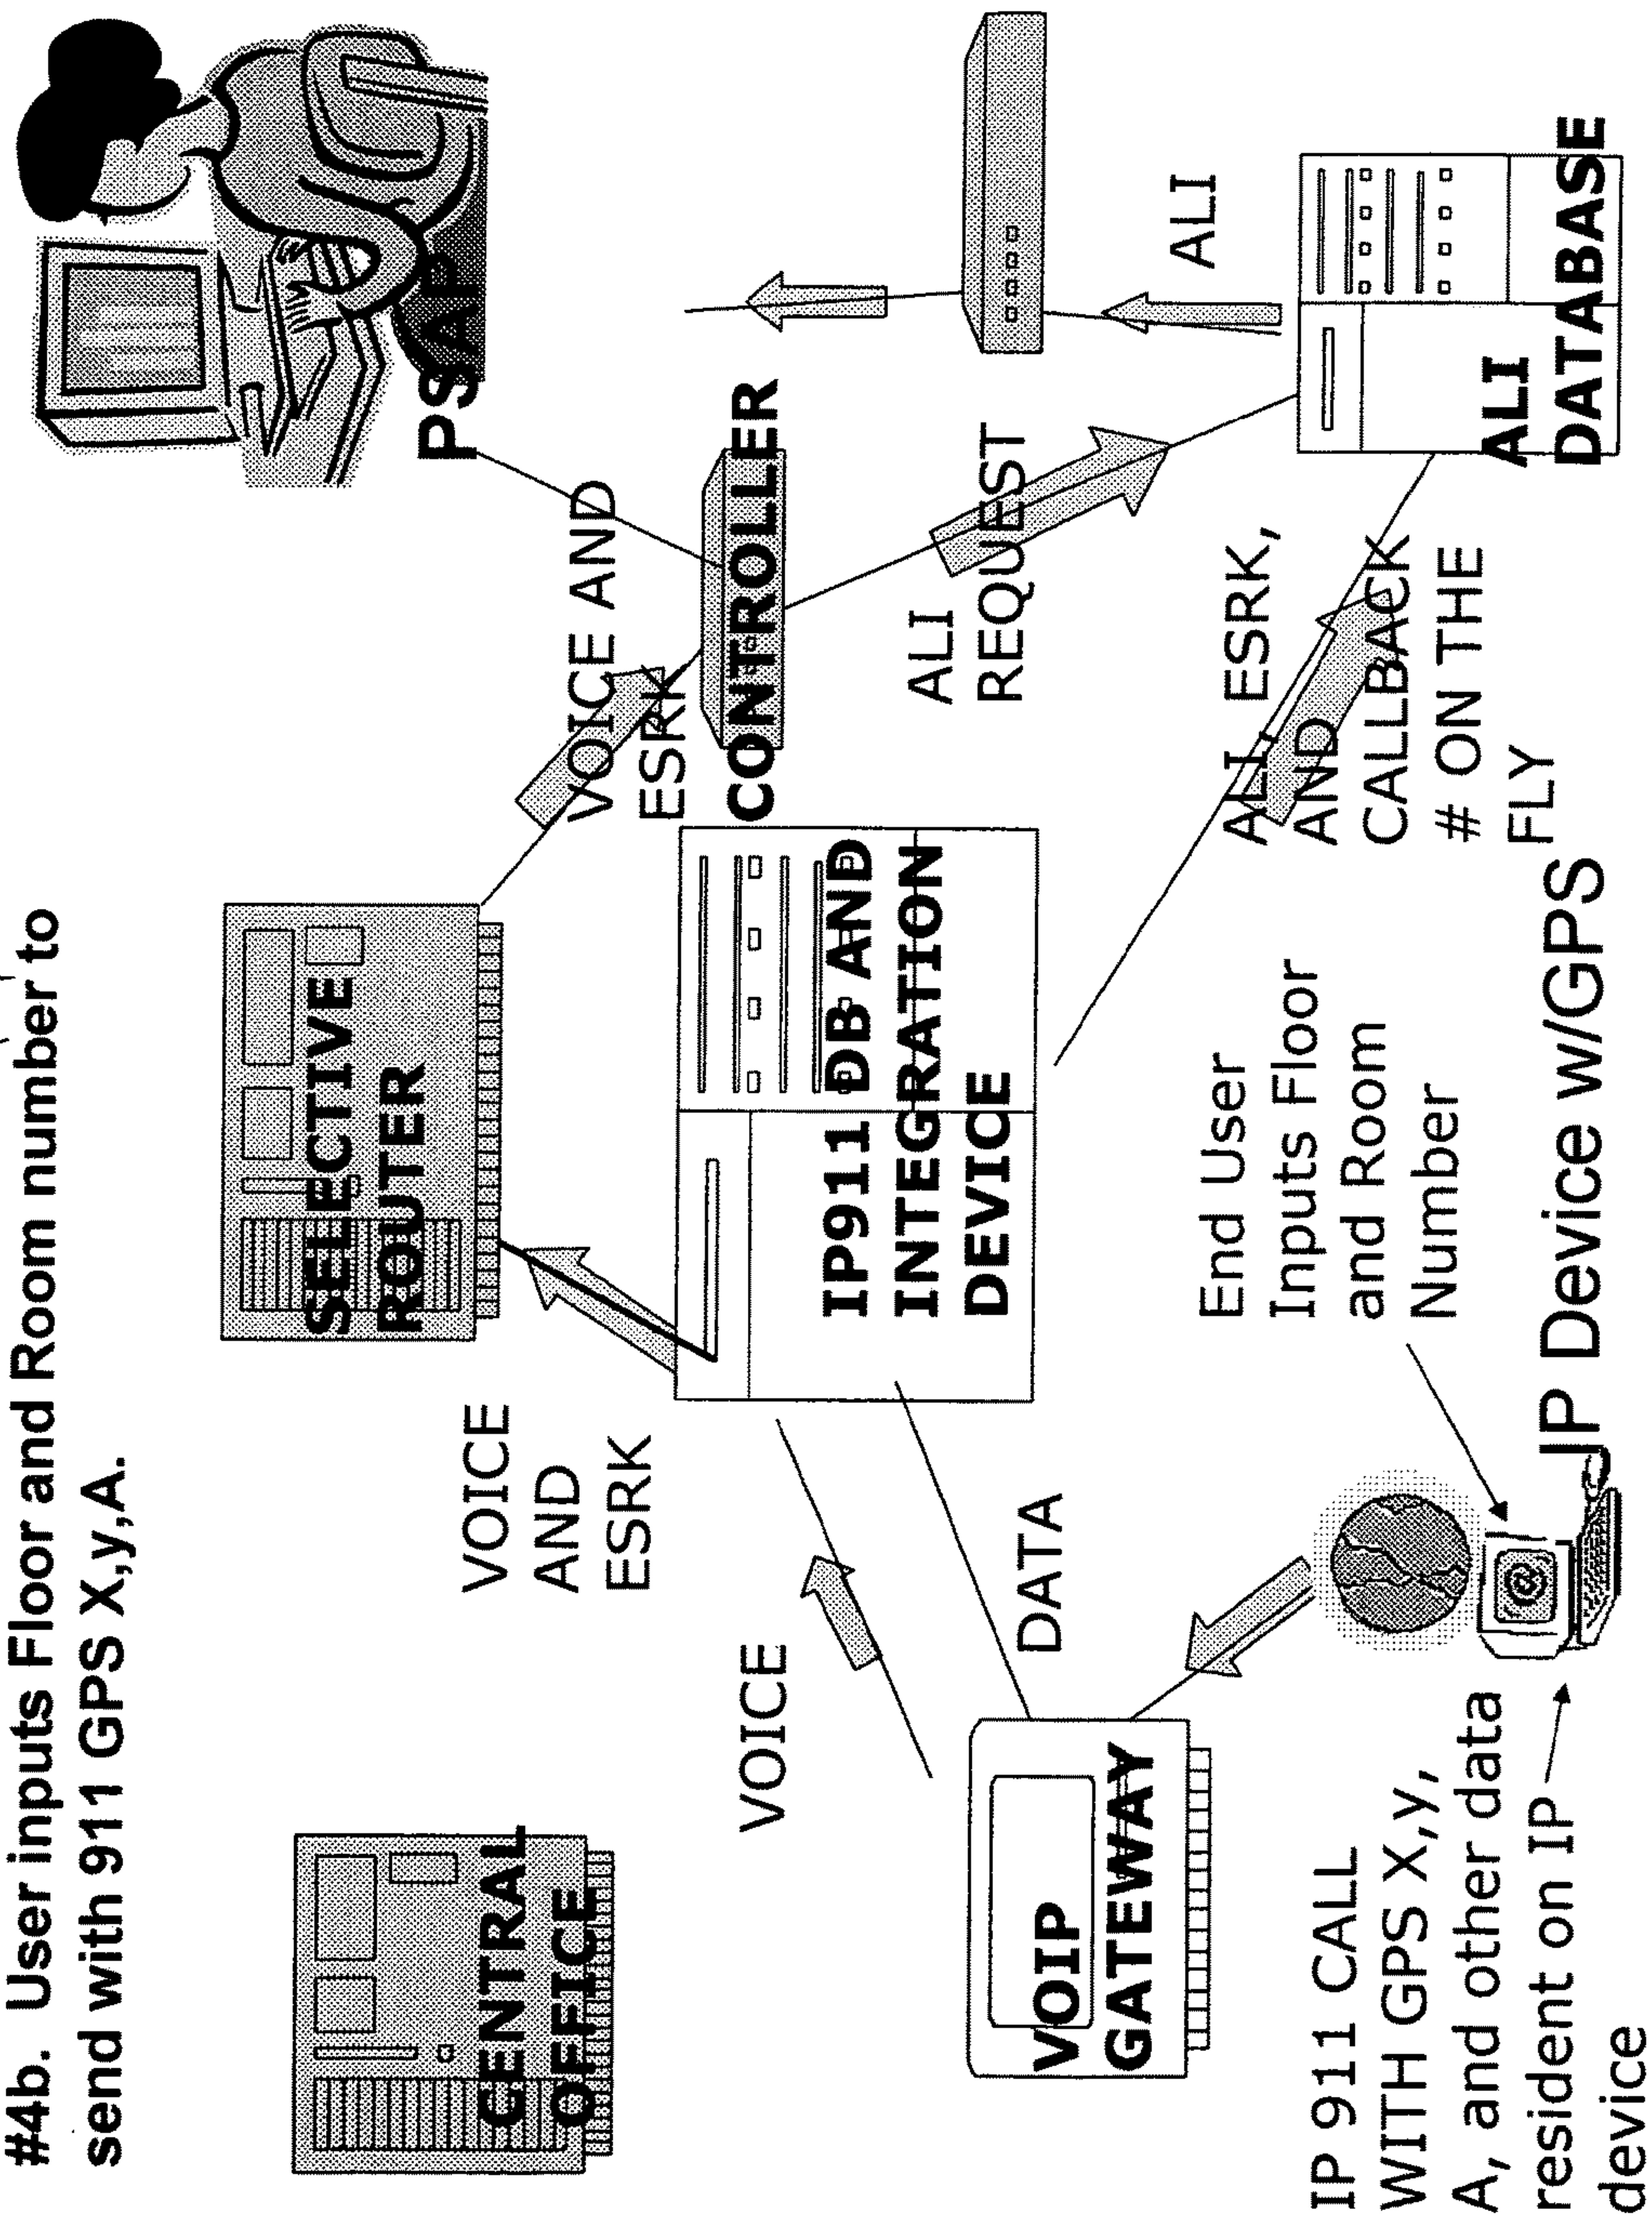 #4b. User inputs Floor and Room number to
send with 911 GPS X,y,A.
CENTRAL
OFFICE
SELECTIVE
ROUTER
PSAP
VOICE
AND
ESRK
VOICE AND
ESRK
CONTROLLER
VOICE
IP911 DB AND
INTEGRATION
DEVICE
ALI
REQUEST
ALI
VOIP
GATEWAY
DATA
ALI, ESRK,
AND
CALLBACK
# ON THE
FLY
ALI
DATABASE
End User
Inputs Floor
and Room
Number
IP 911 CALL
WITH GPS X,y,
A, and other data
resident on IP
device
@
IP Device w/GPS